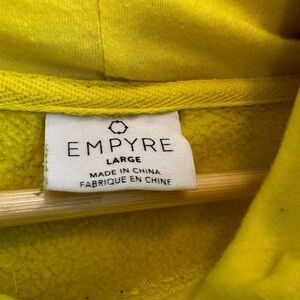 EMPYRE
LARGE
MADE IN CHINA
FABRIQUE EN CHINE